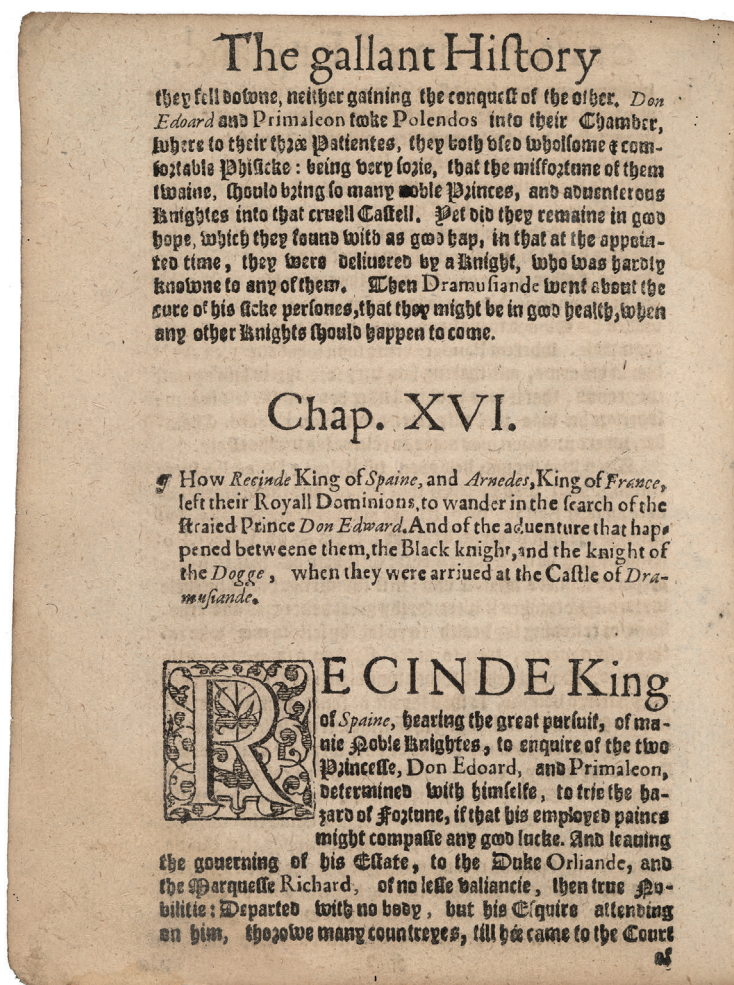 The gallant Hiſtory
they fell downe, neither gaining the conqueſt of the other. Don
Edoard and Primaleon tooke Polendos into their Chamber,
where to their thrée Patientes, they both vſed wholſome & com-
fortable Phiſicke : being very ſorie, that the misfortune of them
twaine, ſhould bring ſo many noble Princes, and aduenterous
Knightes into that cruell Caſtell. Yet did they remaine in good
hope, which they found with as good hap, in that at the appoin-
ted time, they were deliuered by a Knight, who was hardly
knowne to any of them. Then Dramuſiande went about the
cure of his ſicke perſones, that they might be in good health, when
any other Knights ſhould happen to come.
Chap. XVI.
¶ How Recinde King of Spaine, and Arnedes, King of France,
left their Royall Dominions, to wander in the ſearch of the
ſtraied Prince Don Edward. And of the aduenture that hap-
pened betweene them, the Black knight, and the knight of
the Dogge, when they were arriued at the Caſtle of Dra-
muſiande.
RECINDE King
of Spaine, hearing the great purſuit, of ma-
nie Noble Knightes, to enquire of the two
Princeſſe, Don Edoard, and Primaleon,
determined with himſelfe, to trie the ha-
zard of Fortune, if that his employed paines
might compaſſe any good lucke. And leauing
the gouerning of his Eſtate, to the Duke Orliande, and
the Marqueſſe Richard, of no leſſe valiancie, then true No-
bilitie: Departed with no body, but his Eſquire attending
on him, thorowe many countreyes, till hée came to the Court
of